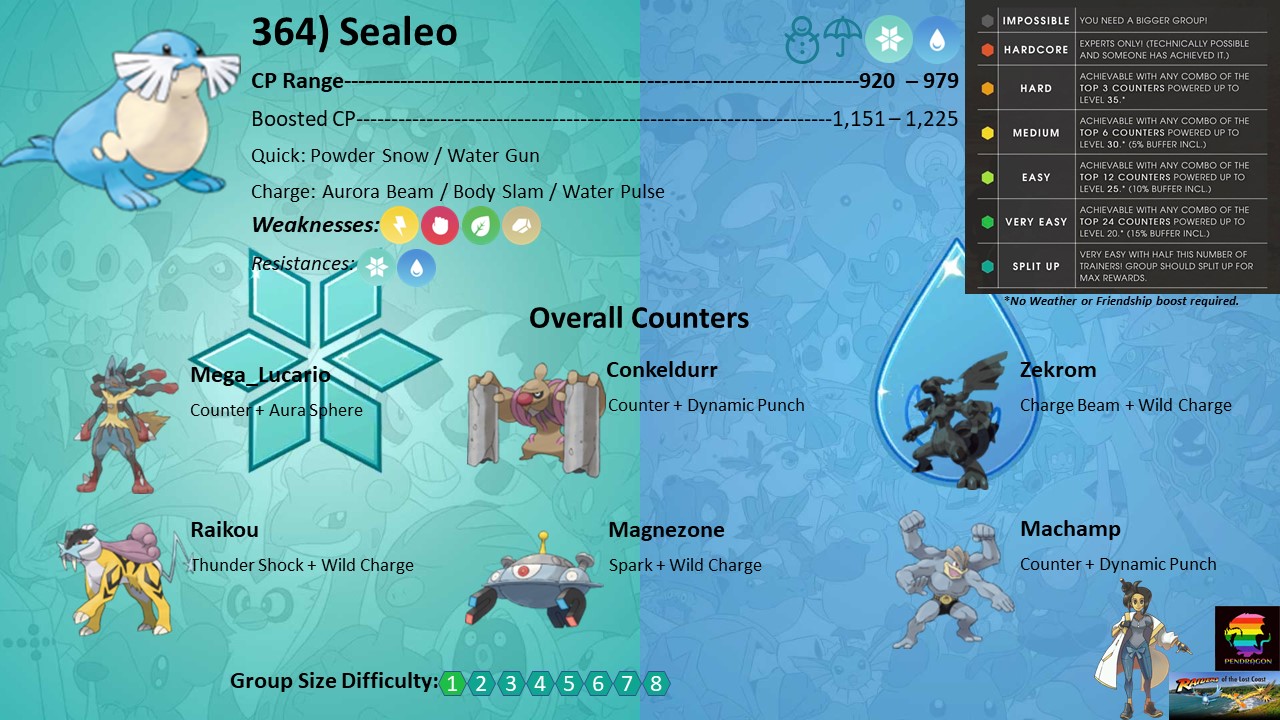 364) Sealeo
CP Range--------------------------------------------------------------------------920 – 979
Boosted CP--------------------------------------------------------------------1,151 – 1,225
Quick: Powder Snow / Water Gun
Charge: Aurora Beam / Body Slam / Water Pulse
Weaknesses:
Resistances:
IMPOSSIBLE YOU NEED A BIGGER GROUP!
HARDCORE EXPERTS ONLY! (TECHNICALLY POSSIBLE
AND SOMEONE HAS ACHIEVED IT.)
HARD ACHIEVABLE WITH ANY COMBO OF THE
TOP 3 COUNTERS POWERED UP TO
LEVEL 35.*
MEDIUM ACHIEVABLE WITH ANY COMBO OF THE
TOP 6 COUNTERS POWERED UP TO
LEVEL 30.* (5% BUFFER INCL.)
EASY ACHIEVABLE WITH ANY COMBO OF THE
TOP 12 COUNTERS POWERED UP TO
LEVEL 25.* (10% BUFFER INCL.)
VERY EASY ACHIEVABLE WITH ANY COMBO OF THE
TOP 24 COUNTERS POWERED UP TO
LEVEL 20.* (15% BUFFER INCL.)
SPLIT UP VERY EASY WITH HALF THIS NUMBER OF
TRAINERS! GROUP SHOULD SPLIT UP FOR
MAX REWARDS.
*No Weather or Friendship boost required.
Overall Counters
Mega_Lucario
Counter + Aura Sphere
Conkeldurr
Counter + Dynamic Punch
Zekrom
Charge Beam + Wild Charge
Raikou
Thunder Shock + Wild Charge
Magnezone
Spark + Wild Charge
Machamp
Counter + Dynamic Punch
Group Size Difficulty: 1 2 3 4 5 6 7 8
PENDRAGON
RAIDERS of the Lost Coast